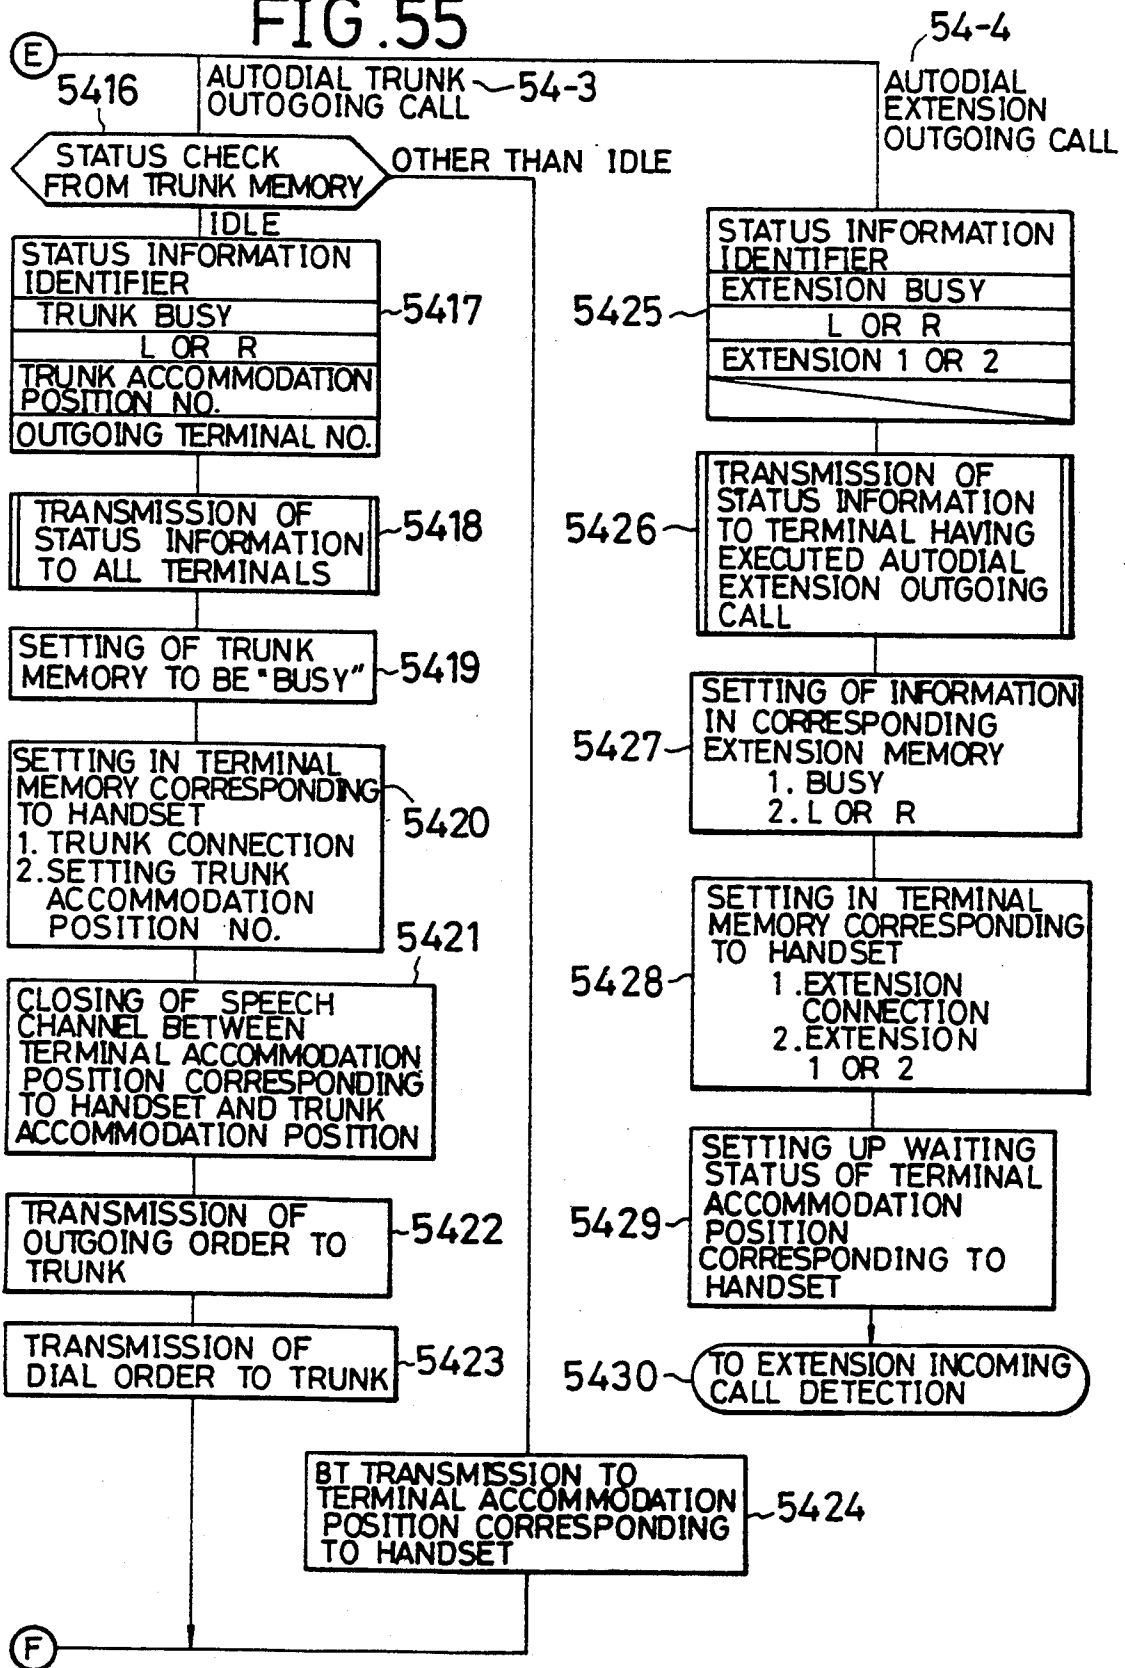 FIG.55
E
54-4
5416
AUTODIAL TRUNK
OUTOGOING CALL
54-3
AUTODIAL
EXTENSION
OUTGOING CALL
STATUS CHECK
FROM TRUNK MEMORY
OTHER THAN IDLE
IDLE
STATUS INFORMATION
IDENTIFIER
TRUNK BUSY
L OR R
TRUNK ACCOMMODATION
POSITION NO.
OUTGOING TERMINAL NO.
5417
TRANSMISSION OF
STATUS INFORMATION
TO ALL TERMINALS
5418
SETTING OF TRUNK
MEMORY TO BE "BUSY"
5419
SETTING IN TERMINAL
MEMORY CORRESPONDING
TO HANDSET
1. TRUNK CONNECTION
2. SETTING TRUNK
ACCOMMODATION
POSITION NO.
5420
5421
CLOSING OF SPEECH
CHANNEL BETWEEN
TERMINAL ACCOMMODATION
POSITION CORRESPONDING
TO HANDSET AND TRUNK
ACCOMMODATION POSITION
TRANSMISSION OF
OUTGOING ORDER TO
TRUNK
5422
TRANSMISSION OF
DIAL ORDER TO TRUNK
5423
BT TRANSMISSION TO
TERMINAL ACCOMMODATION
POSITION CORRESPONDING
TO HANDSET
5424
STATUS INFORMATION
IDENTIFIER
EXTENSION BUSY
L OR R
EXTENSION 1 OR 2
5425
TRANSMISSION OF
STATUS INFORMATION
TO TERMINAL HAVING
EXECUTED AUTODIAL
EXTENSION OUTGOING
CALL
5426
SETTING OF INFORMATION
IN CORRESPONDING
EXTENSION MEMORY
1. BUSY
2. L OR R
5427
SETTING IN TERMINAL
MEMORY CORRESPONDING
TO HANDSET
1. EXTENSION
CONNECTION
2. EXTENSION
1 OR 2
5428
SETTING UP WAITING
STATUS OF TERMINAL
ACCOMMODATION
POSITION
CORRESPONDING TO
HANDSET
5429
TO EXTENSION INCOMING
CALL DETECTION
5430
F